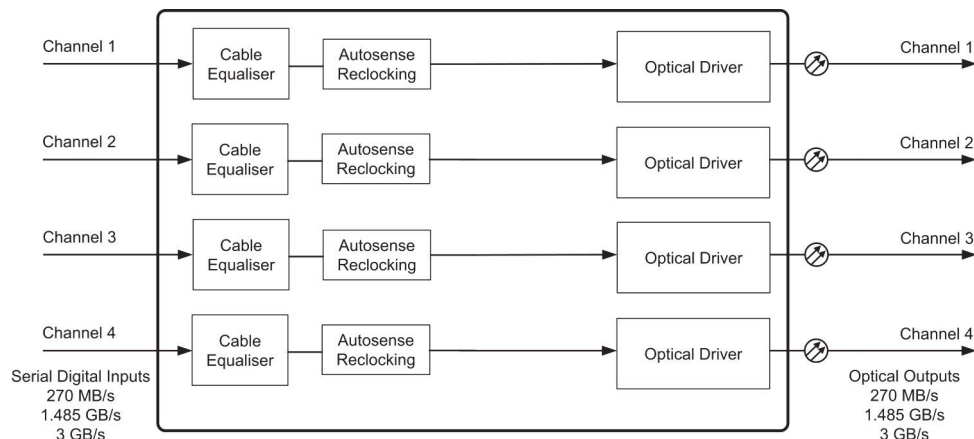 Channel 1
Cable
Equaliser
Autosense
Reclocking
Optical Driver
Channel 1
Channel 2
Cable
Equaliser
Autosense
Reclocking
Optical Driver
Channel 2
Channel 3
Cable
Equaliser
Autosense
Reclocking
Optical Driver
Channel 3
Channel 4
Cable
Equaliser
Autosense
Reclocking
Optical Driver
Channel 4
Serial Digital Inputs
270 MB/s
1.485 GB/s
3 GB/s
Optical Outputs
270 MB/s
1.485 GB/s
3 GB/s